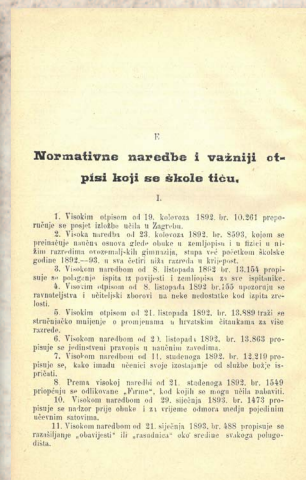 E
Normativne naredbe i važniji ot-
pisi koji se škole tiču.
I.
1. Visokim otpisom od 19. kolovoza 1892. br. 10.261 prepo-
ručuje se posjet izložbe učila u Zagrebu.
2. Visoka naredba od 23. kolovoza 1892. br. 8593, kojom se
preinačuje naučna osnova glede obuke u zemljopisu i u fizici u ni-
žim razredima ovozemaljskih gimnazija, stupa već početkom školske
godine 1892.—93. u sva četiri niža razreda u krijepost.
3. Visokom naredbom od 8. listopada 1892 br. 13.154 propi-
suje se polaganje ispita iz povjesti i zemljopisa za sve ispitanike.
4. Visokim otpisom od 8. listopada 1892 br. 155 upozoruju se
ravnateljstva i učiteljski zborovi na neke nedostatke kod ispita zre-
losti.
5. Visokim otpisom od 21. listopada 1892. br. 13.889 traži se
stručnjačko mnijenje o promjenama u hrvatskim čitankama za više
razrede.
6. Visokom naredbom od listopada 1892. br. 13.863 pro-
pisuje se jedinstveni pravopis u naučnim zavodima.
7. Visokom naredbom od 11. studenoga 1892. br. 12.219 pro-
pisuje se, kako imadu učenici svoje izostajanje od službe božje is-
pričati.
8. Prema visokoj naredbi od 21. studenoga 1892. br. 1549
priopćuju se odlikovane „Firme“, kod kojih se mogu učila nabaviti.
10. Visokom naredbom od 29. siječnja 1893. br. 1473 pro-
pisuje se nadzor prije obuke i za vrijeme odmora medju pojedinim
učevnim satovima.
11. Visokom naredbom od 21. siječnja 1893. br. 488 propisuje se
razašiljanje „obavijesti“ ili „rasudnica“ oko sredine svakoga polugo-
dišta.